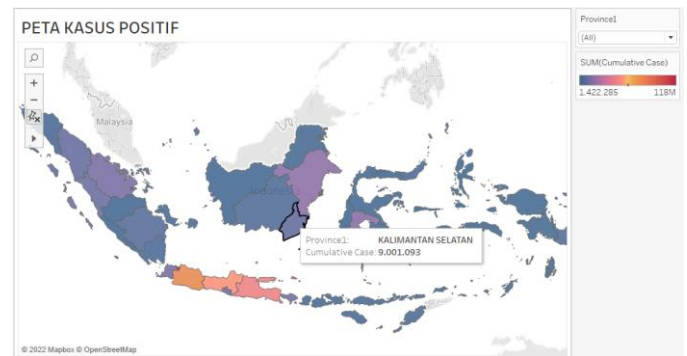 PETA KASUS POSITIF
Malaysia
Indonesia
Province1: KALIMANTAN SELATAN
Cumulative Case: 9.001.093
© 2022 Mapbox © OpenStreetMap
Province1
(All)
SUM(Cumulative Case)
1.422.285 118M